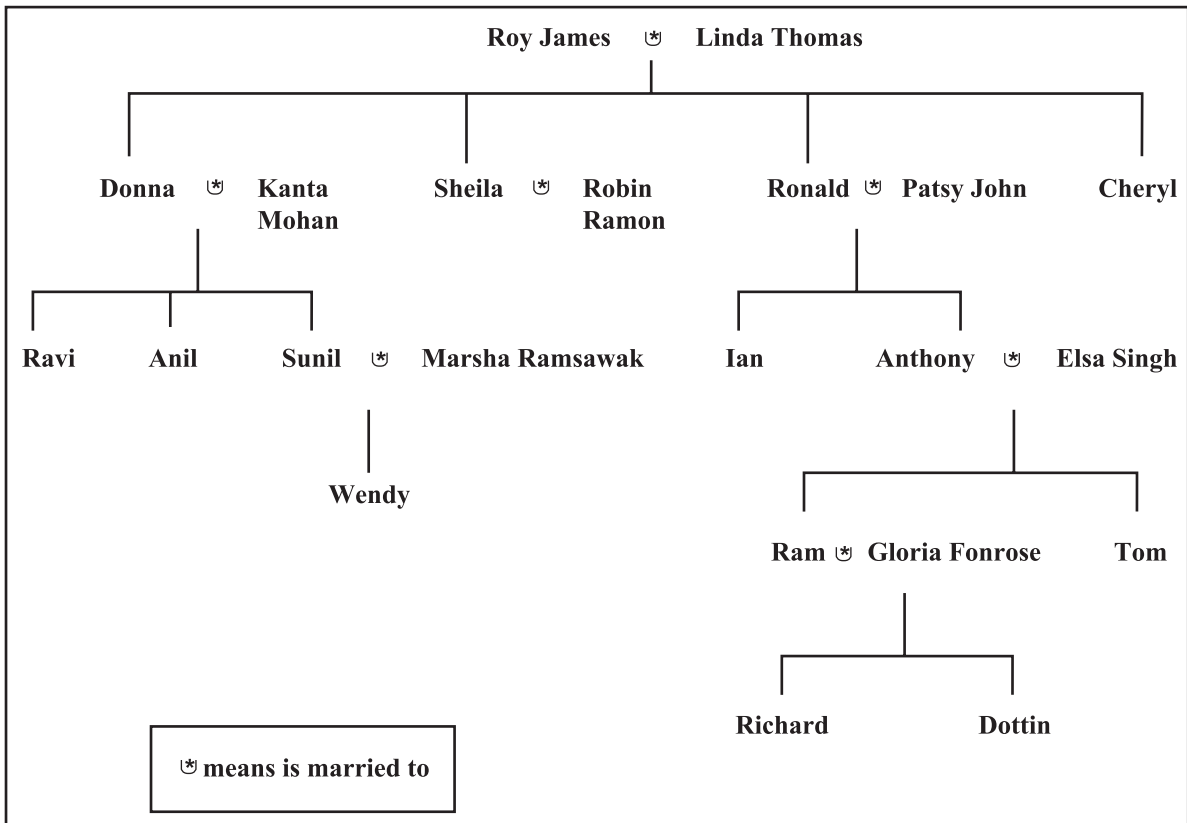 Roy James Linda Thomas
Donna Kanta Sheila Robin Ronald Patsy John Cheryl
Mohan Ramon
Ravi Anil Sunil Marsha Ramsawak Ian Anthony Elsa Singh
Wendy
Ram Gloria Fonrose Tom
Richard Dottin
* means is married to